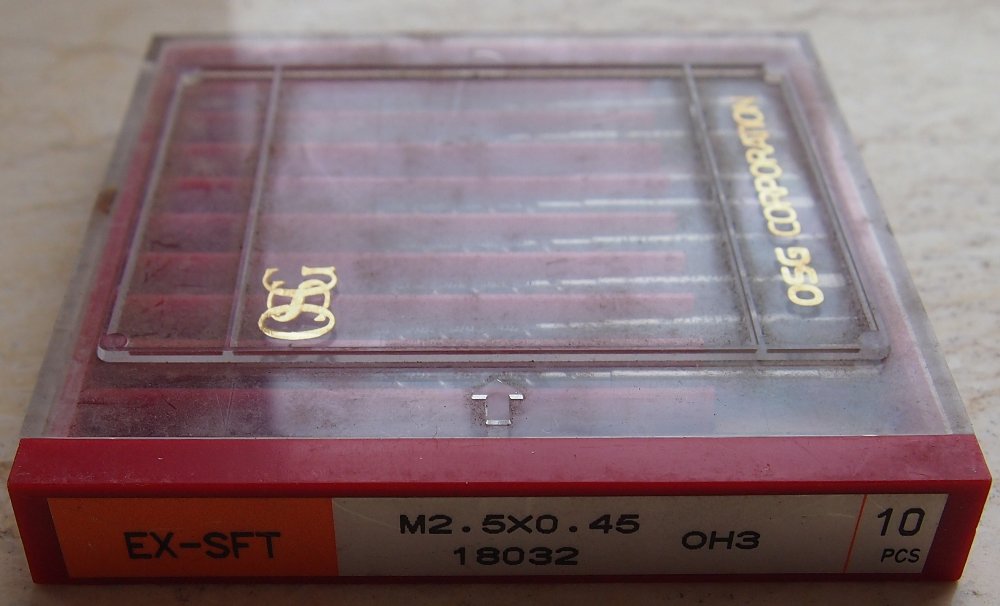 OSG CORPORATION
OSG
EX-SFT
M2.5X0.45
18032
OH3
10
PCS